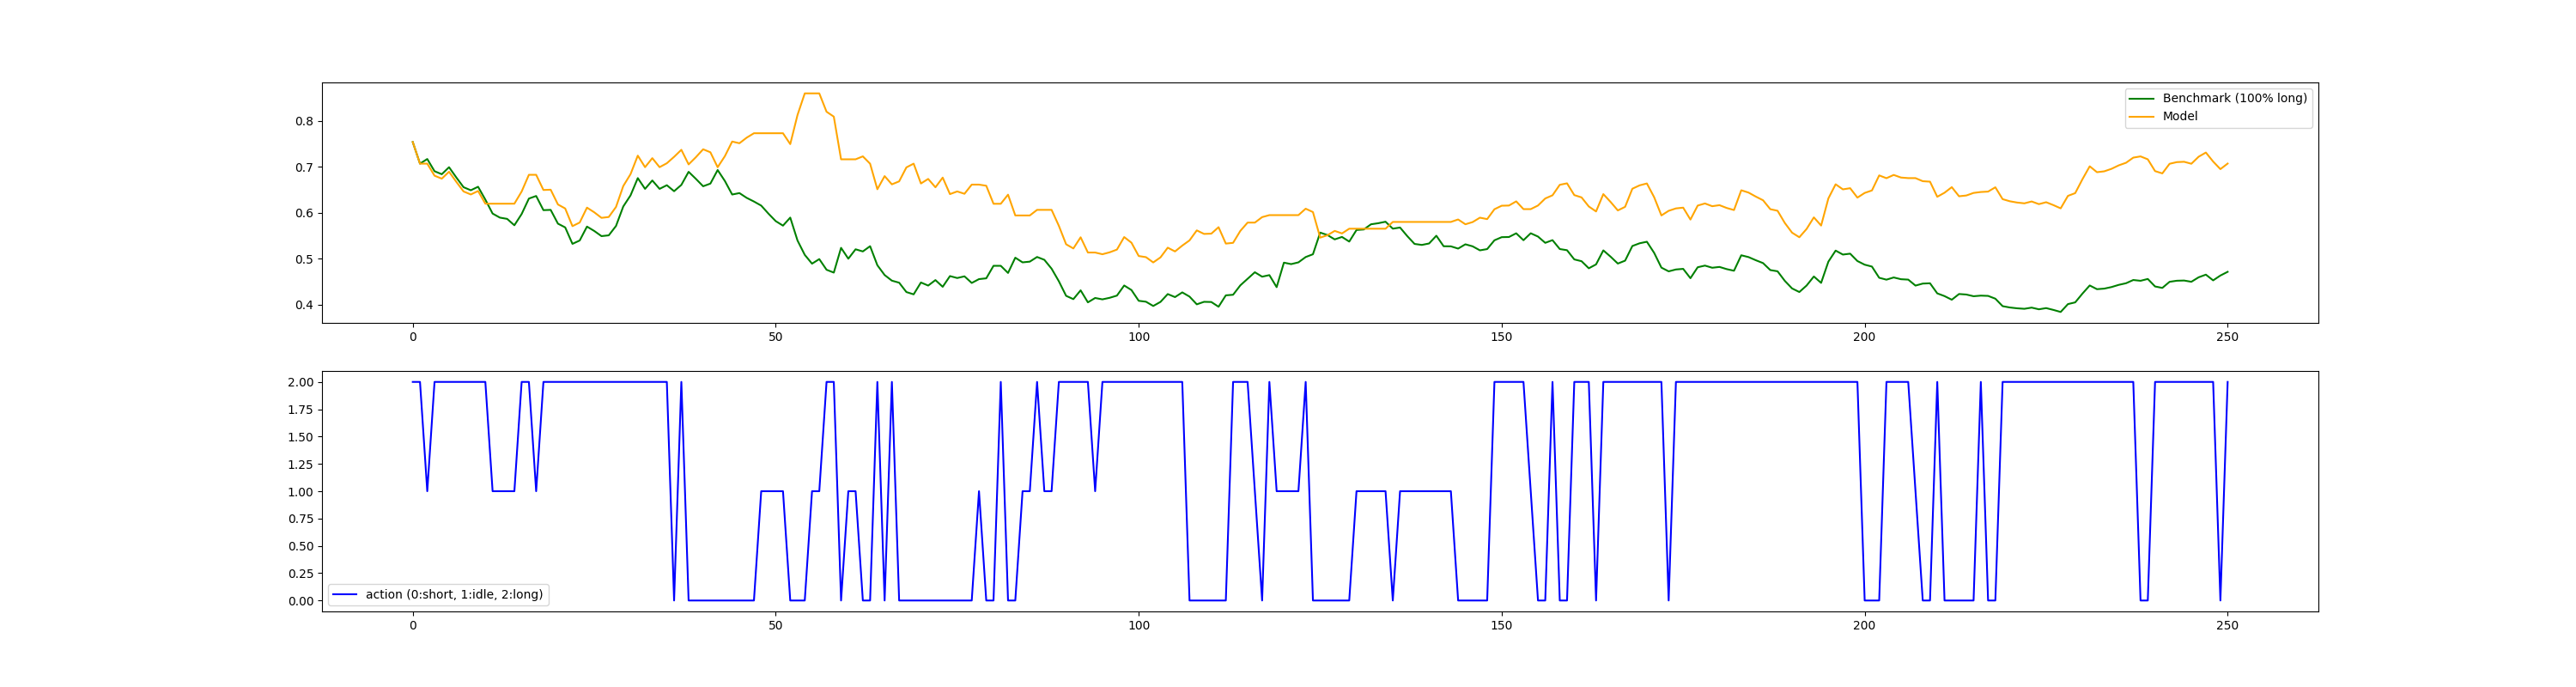 0.8
0.7
0.6
0.5
0.4
Benchmark (100% long)
Model
0 50 100 150 200 250
2.00
1.75
1.50
1.25
1.00
0.75
0.50
0.25
0.00
action (0:short, 1:idle, 2:long)
0 50 100 150 200 250